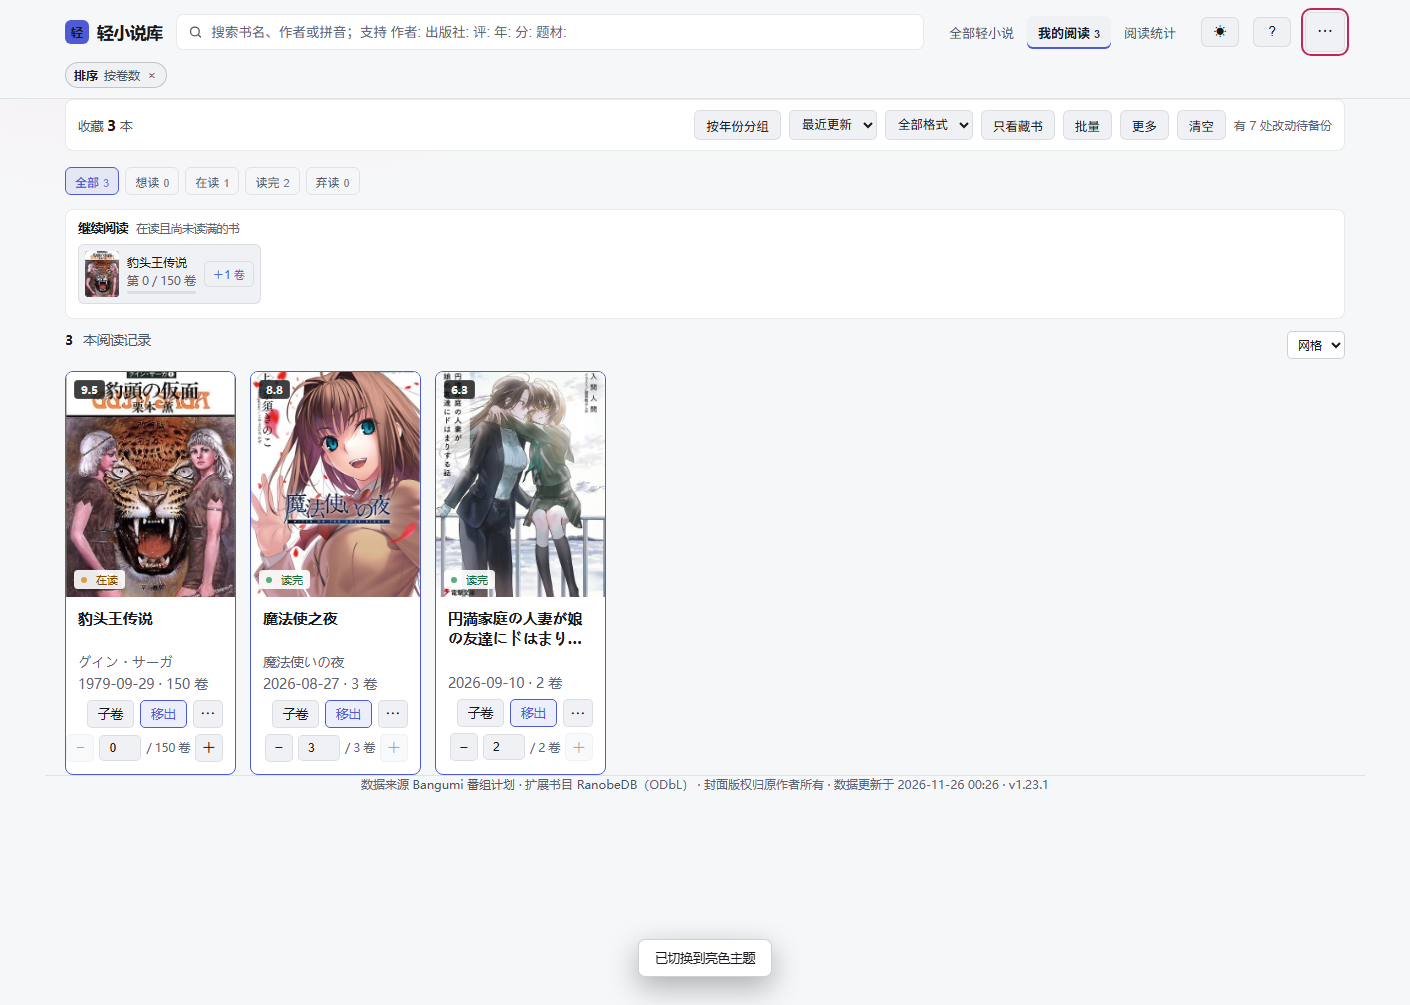 轻 轻小说库
搜索书名、作者或拼音；支持 作者: 出版社: 评: 年: 分: 题材:
全部轻小说 我的阅读 3 阅读统计 ? ···
排序 按卷数 ×
收藏 3 本
按年份分组 最近更新 全部格式 只看藏书 批量 更多 清空 有 7 处改动待备份
全部 3 想读 0 在读 1 读完 2 弃读 0
继续阅读 在读且尚未读满的书
豹头王传说
第 0 / 150 卷
+1 卷
3 本阅读记录
网格
9.5
豹頭の仮面
栗本 薫
在读
豹头王传说
グイン・サーガ
1979-09-29 · 150 卷
子卷 移出 ···
− 0 / 150 卷 +
8.8
魔法使いの夜
读完
魔法使之夜
魔法使いの夜
2026-08-27 · 3 卷
子卷 移出 ···
− 3 / 3 卷 +
6.3
入間人間
读完
電撃文庫
円満家庭の人妻が娘
の友達にドはまり...
2026-09-10 · 2 卷
子卷 移出 ···
− 2 / 2 卷 +
数据来源 Bangumi 番组计划 · 扩展书目 RanobeDB（ODbL） · 封面版权归原作者所有 · 数据更新于 2026-11-26 00:26 · v1.23.1
已切换到亮色主题